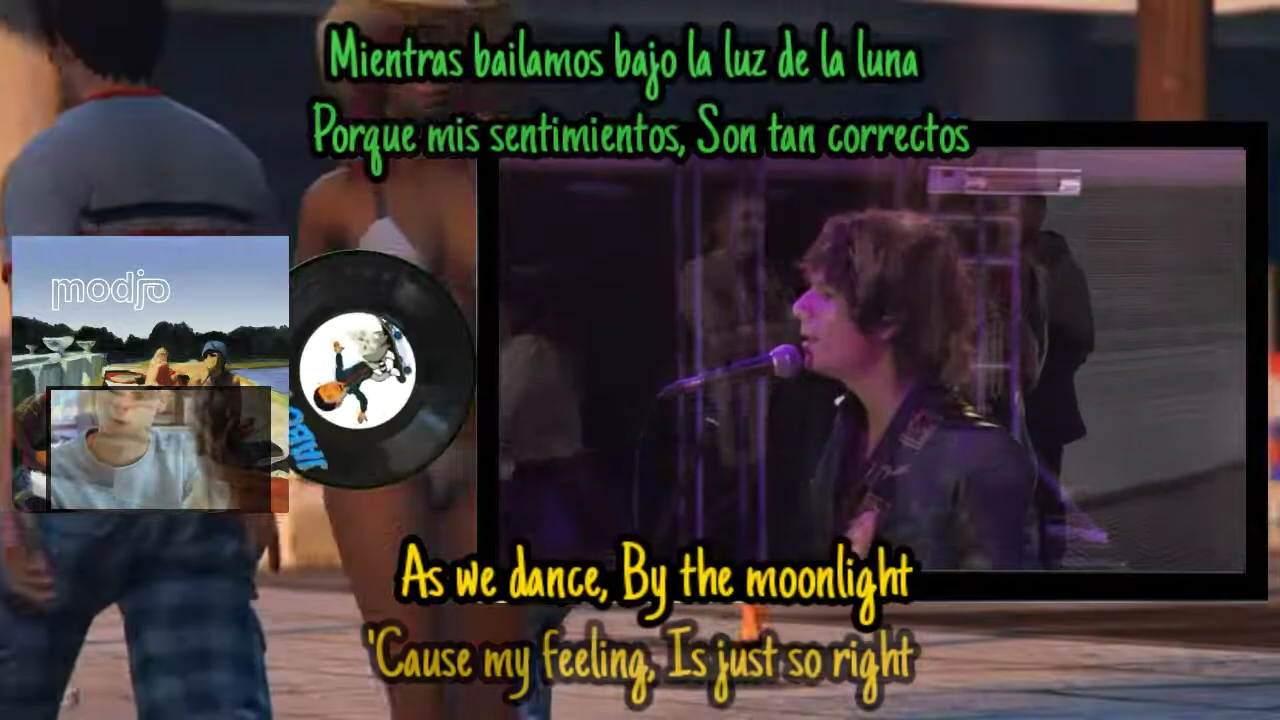 Mientras bailamos bajo la luz de la luna
Porque mis sentimientos, Son tan correctos
modjo
JABO
As we dance, By the moonlight
'Cause my feeling, Is just so right